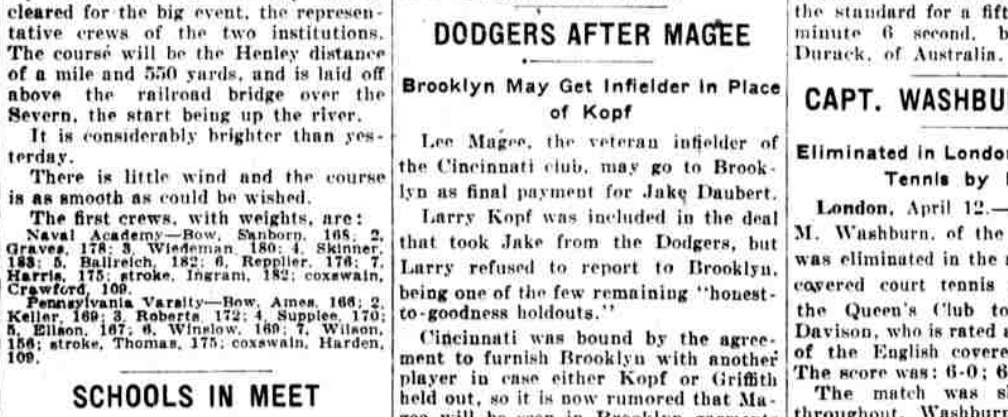 cleared for the big event, the represen-
tative crews of the two institutions.
The course will be the Henley distance
of a mile and 550 yards, and is laid off
above the railroad bridge over the
Severn, the start being up the river.
It is considerably brighter than yes-
terday.
There is little wind and the course
is as smooth as could be wished.
The first crews, with weights, are:
Naval Academy—Bow, Sanborn, 168; 2,
Graves, 178; 3, Wiedeman, 180; 4, Skinner,
183; 5, Ballreich, 182; 6, Reppller, 176; 7,
Harris, 175; stroke, Ingram, 182; coxswain,
Crawford, 109.
Pennsylvania Varsity—Bow, Ames, 166; 2,
Keller, 169; 3, Roberts, 172; 4, Supplee, 170;
5, Ellson, 167; 6, Winslow, 169; 7, Wilson,
156; stroke, Thomas, 175; coxswain, Harden,
109.
SCHOOLS IN MEET
DODGERS AFTER MAGEE
Brooklyn May Get Infielder In Place
of Kopf
Lee Magee, the veteran infielder of
the Cincinnati club, may go to Brook-
lyn as final payment for Jake Daubert.
Larry Kopf was included in the deal
that took Jake from the Dodgers, but
Larry refused to report to Brooklyn,
being one of the few remaining "honest-
to-goodness holdouts."
Cincinnati was bound by the agree-
ment to furnish Brooklyn with another
player in case either Kopf or Griffith
held out, so it is now rumored that Ma-
gee will be seen in Brooklyn
the standard for a fift
minute 6 second, b
Durack, of Australia.
CAPT. WASHBU
Eliminated in Londo
Tennis by
London, April 12.—
M. Washburn, of the
was eliminated in the
covered court tennis
the Queen's Club to
Davison, who is rated a
of the English covere
The score was: 6-0; 6
The match was
throughout. Washbu